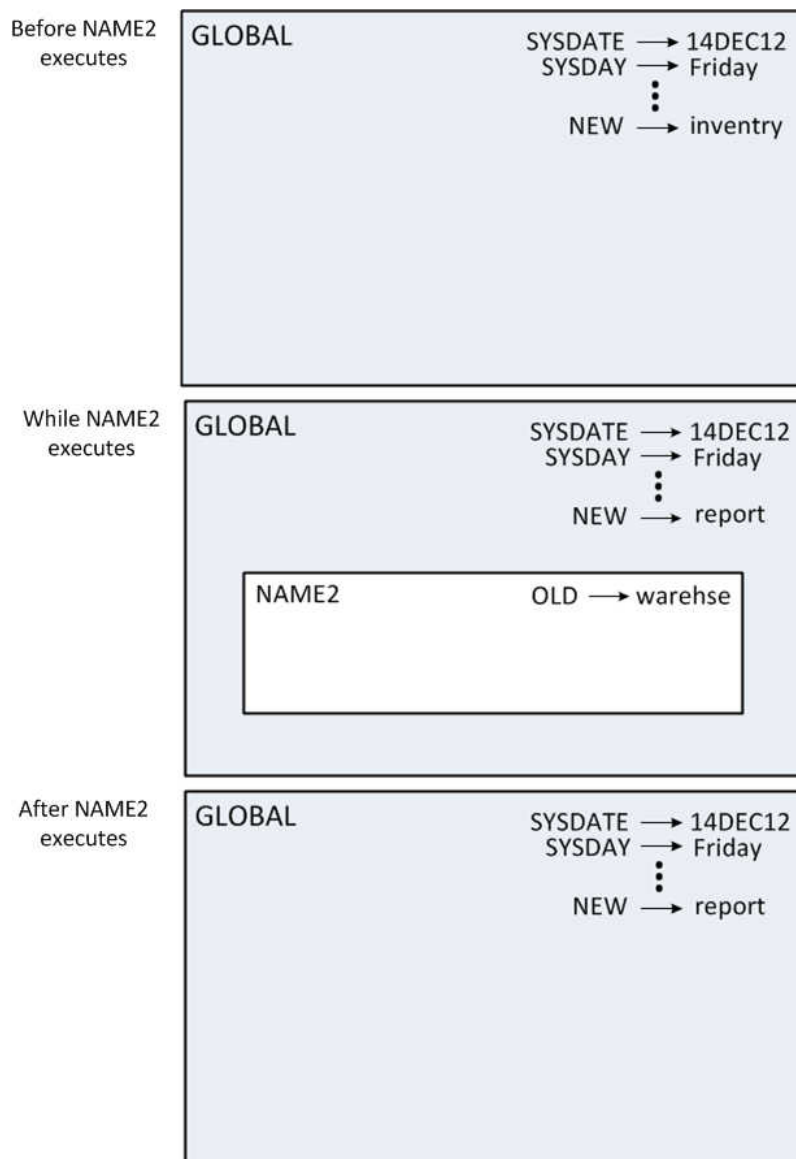 Before NAME2
executes
GLOBAL
SYSDATE → 14DEC12
SYSDAY → Friday
NEW → inventry
While NAME2
executes
GLOBAL
SYSDATE → 14DEC12
SYSDAY → Friday
NEW → report
NAME2
OLD → warehse
After NAME2
executes
GLOBAL
SYSDATE → 14DEC12
SYSDAY → Friday
NEW → report